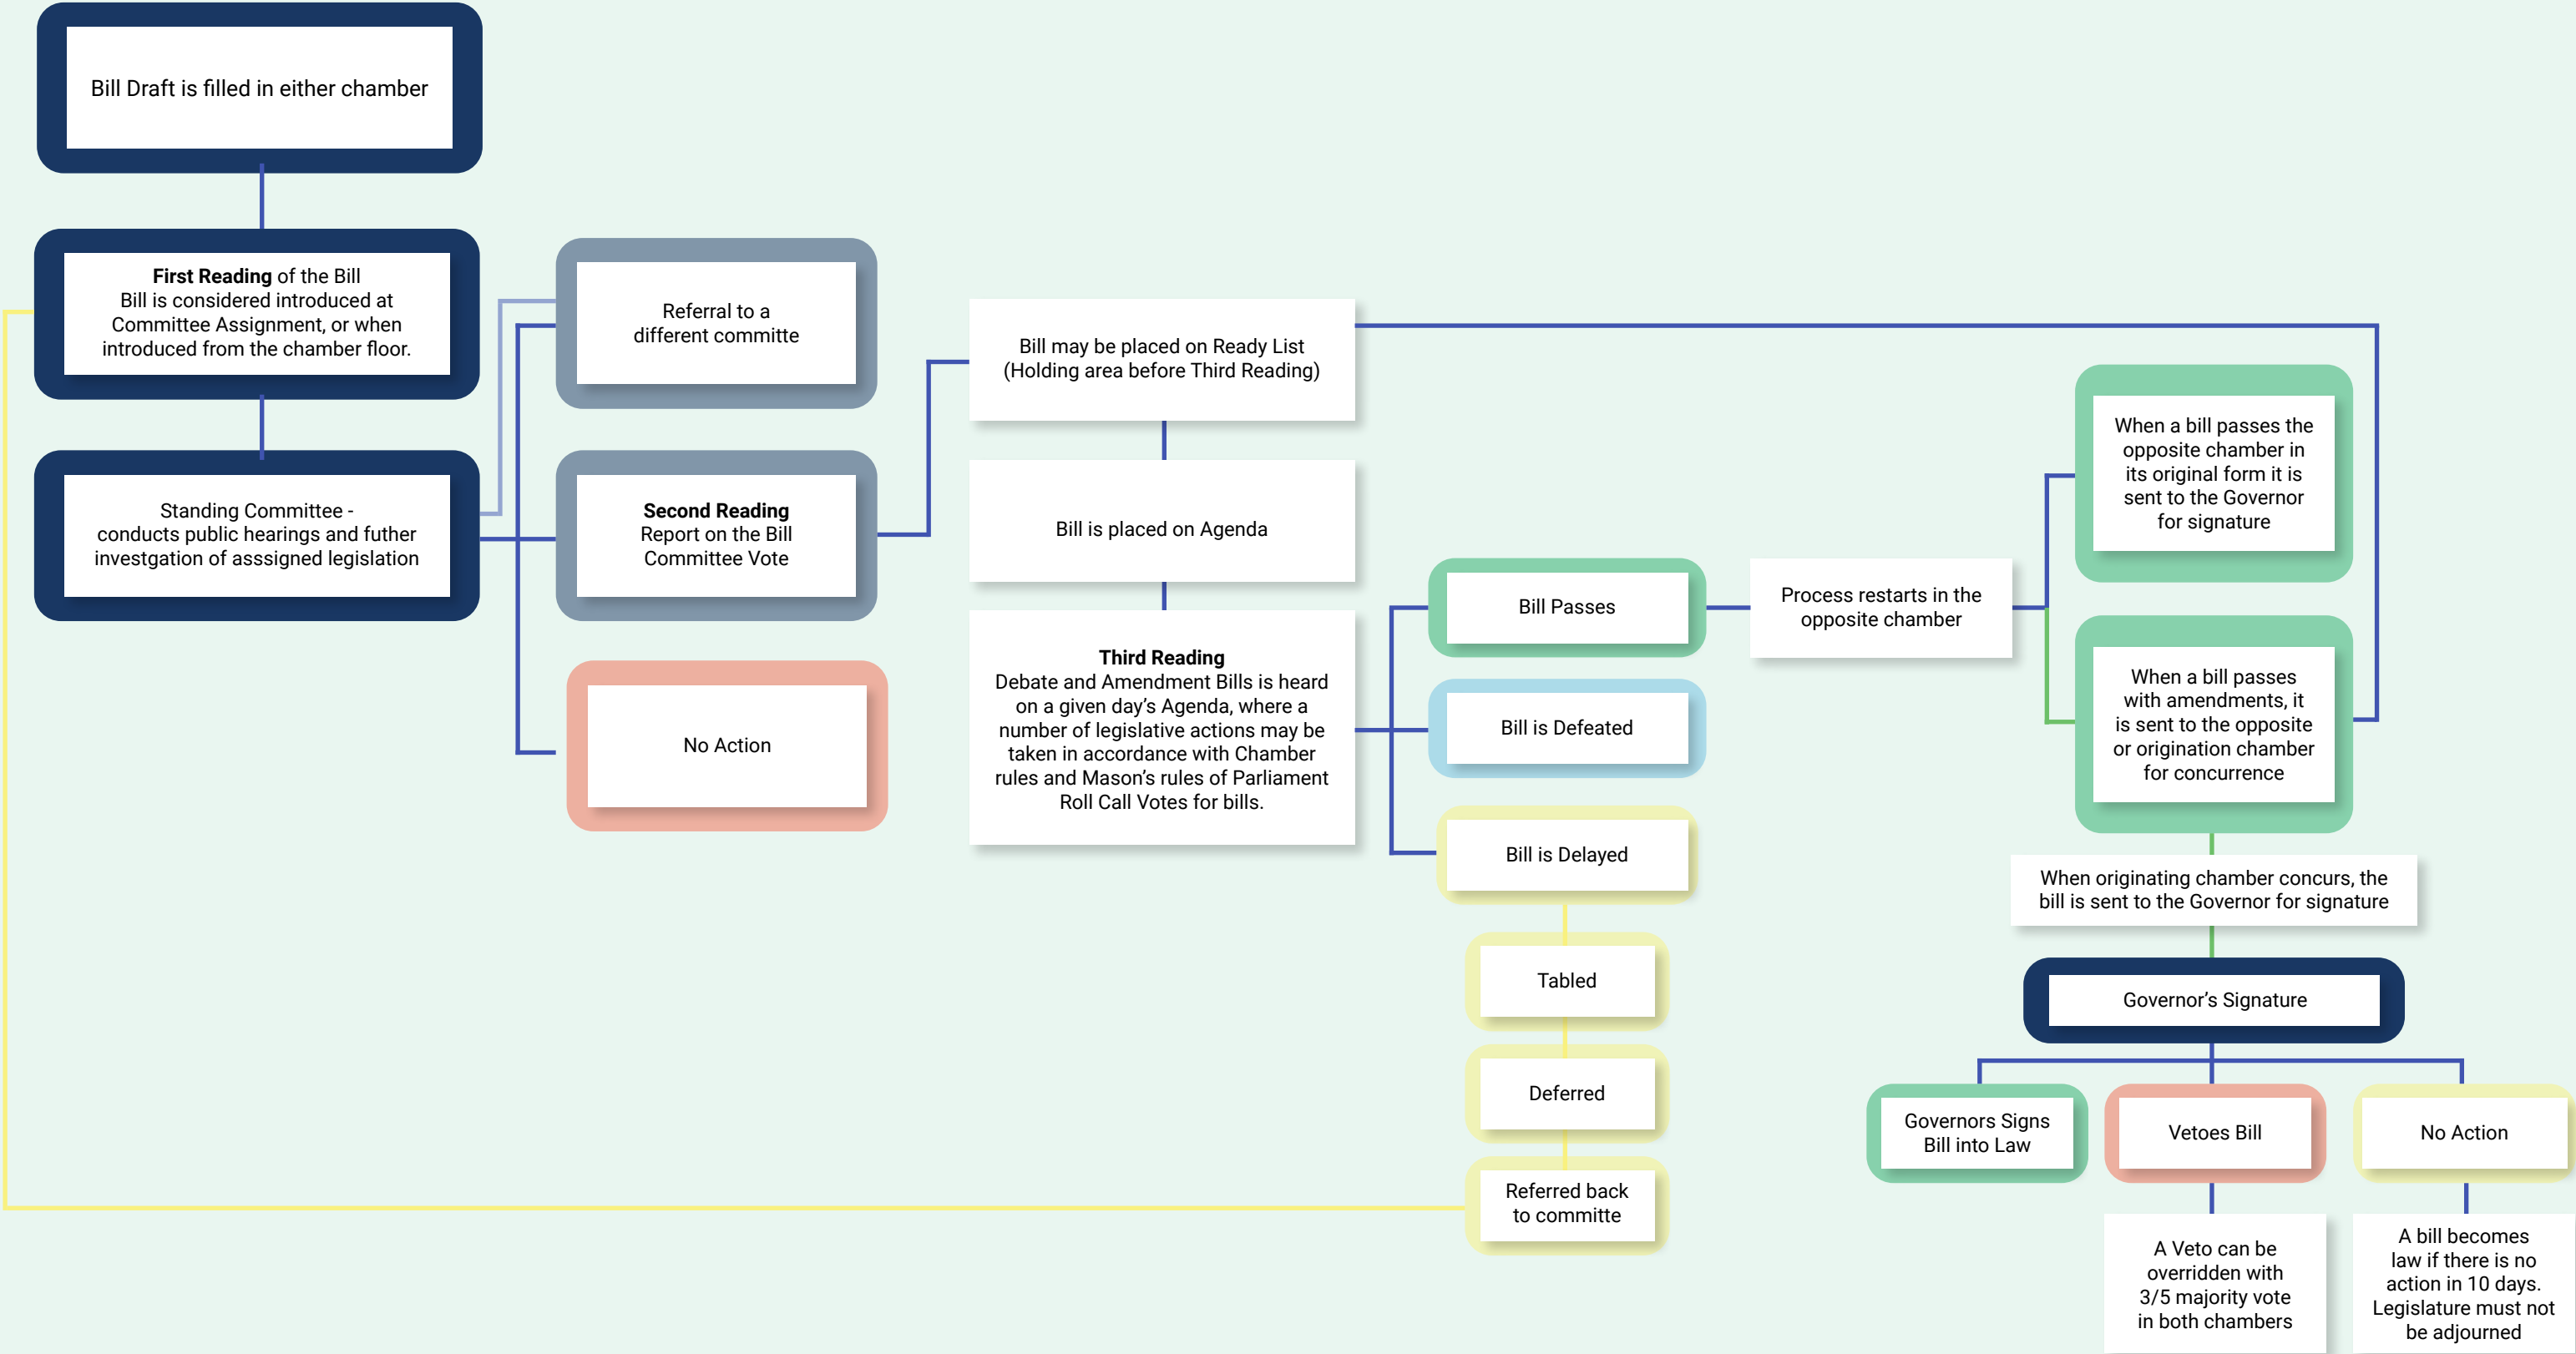 Bill Draft is filled in either chamber
First Reading of the Bill
Bill is considered introduced at
Committee Assignment, or when
introduced from the chamber floor.
Standing Committee -
conducts public hearings and futher
investgation of asssigned legislation
Referral to a
different committe
Second Reading
Report on the Bill
Committee Vote
No Action
Bill may be placed on Ready List
(Holding area before Third Reading)
Bill is placed on Agenda
Third Reading
Debate and Amendment Bills is heard
on a given day’s Agenda, where a
number of legislative actions may be
taken in accordance with Chamber
rules and Mason’s rules of Parliament
Roll Call Votes for bills.
Bill Passes
Bill is Defeated
Bill is Delayed
Tabled
Deferred
Referred back
to committe
Process restarts in the
opposite chamber
When a bill passes the
opposite chamber in
its original form it is
sent to the Governor
for signature
When a bill passes
with amendments, it
is sent to the opposite
or origination chamber
for concurrence
When originating chamber concurs, the
bill is sent to the Governor for signature
Governor’s Signature
Governors Signs
Bill into Law
Vetoes Bill
No Action
A Veto can be
overridden with
3/5 majority vote
in both chambers
A bill becomes
law if there is no
action in 10 days.
Legislature must not
be adjourned